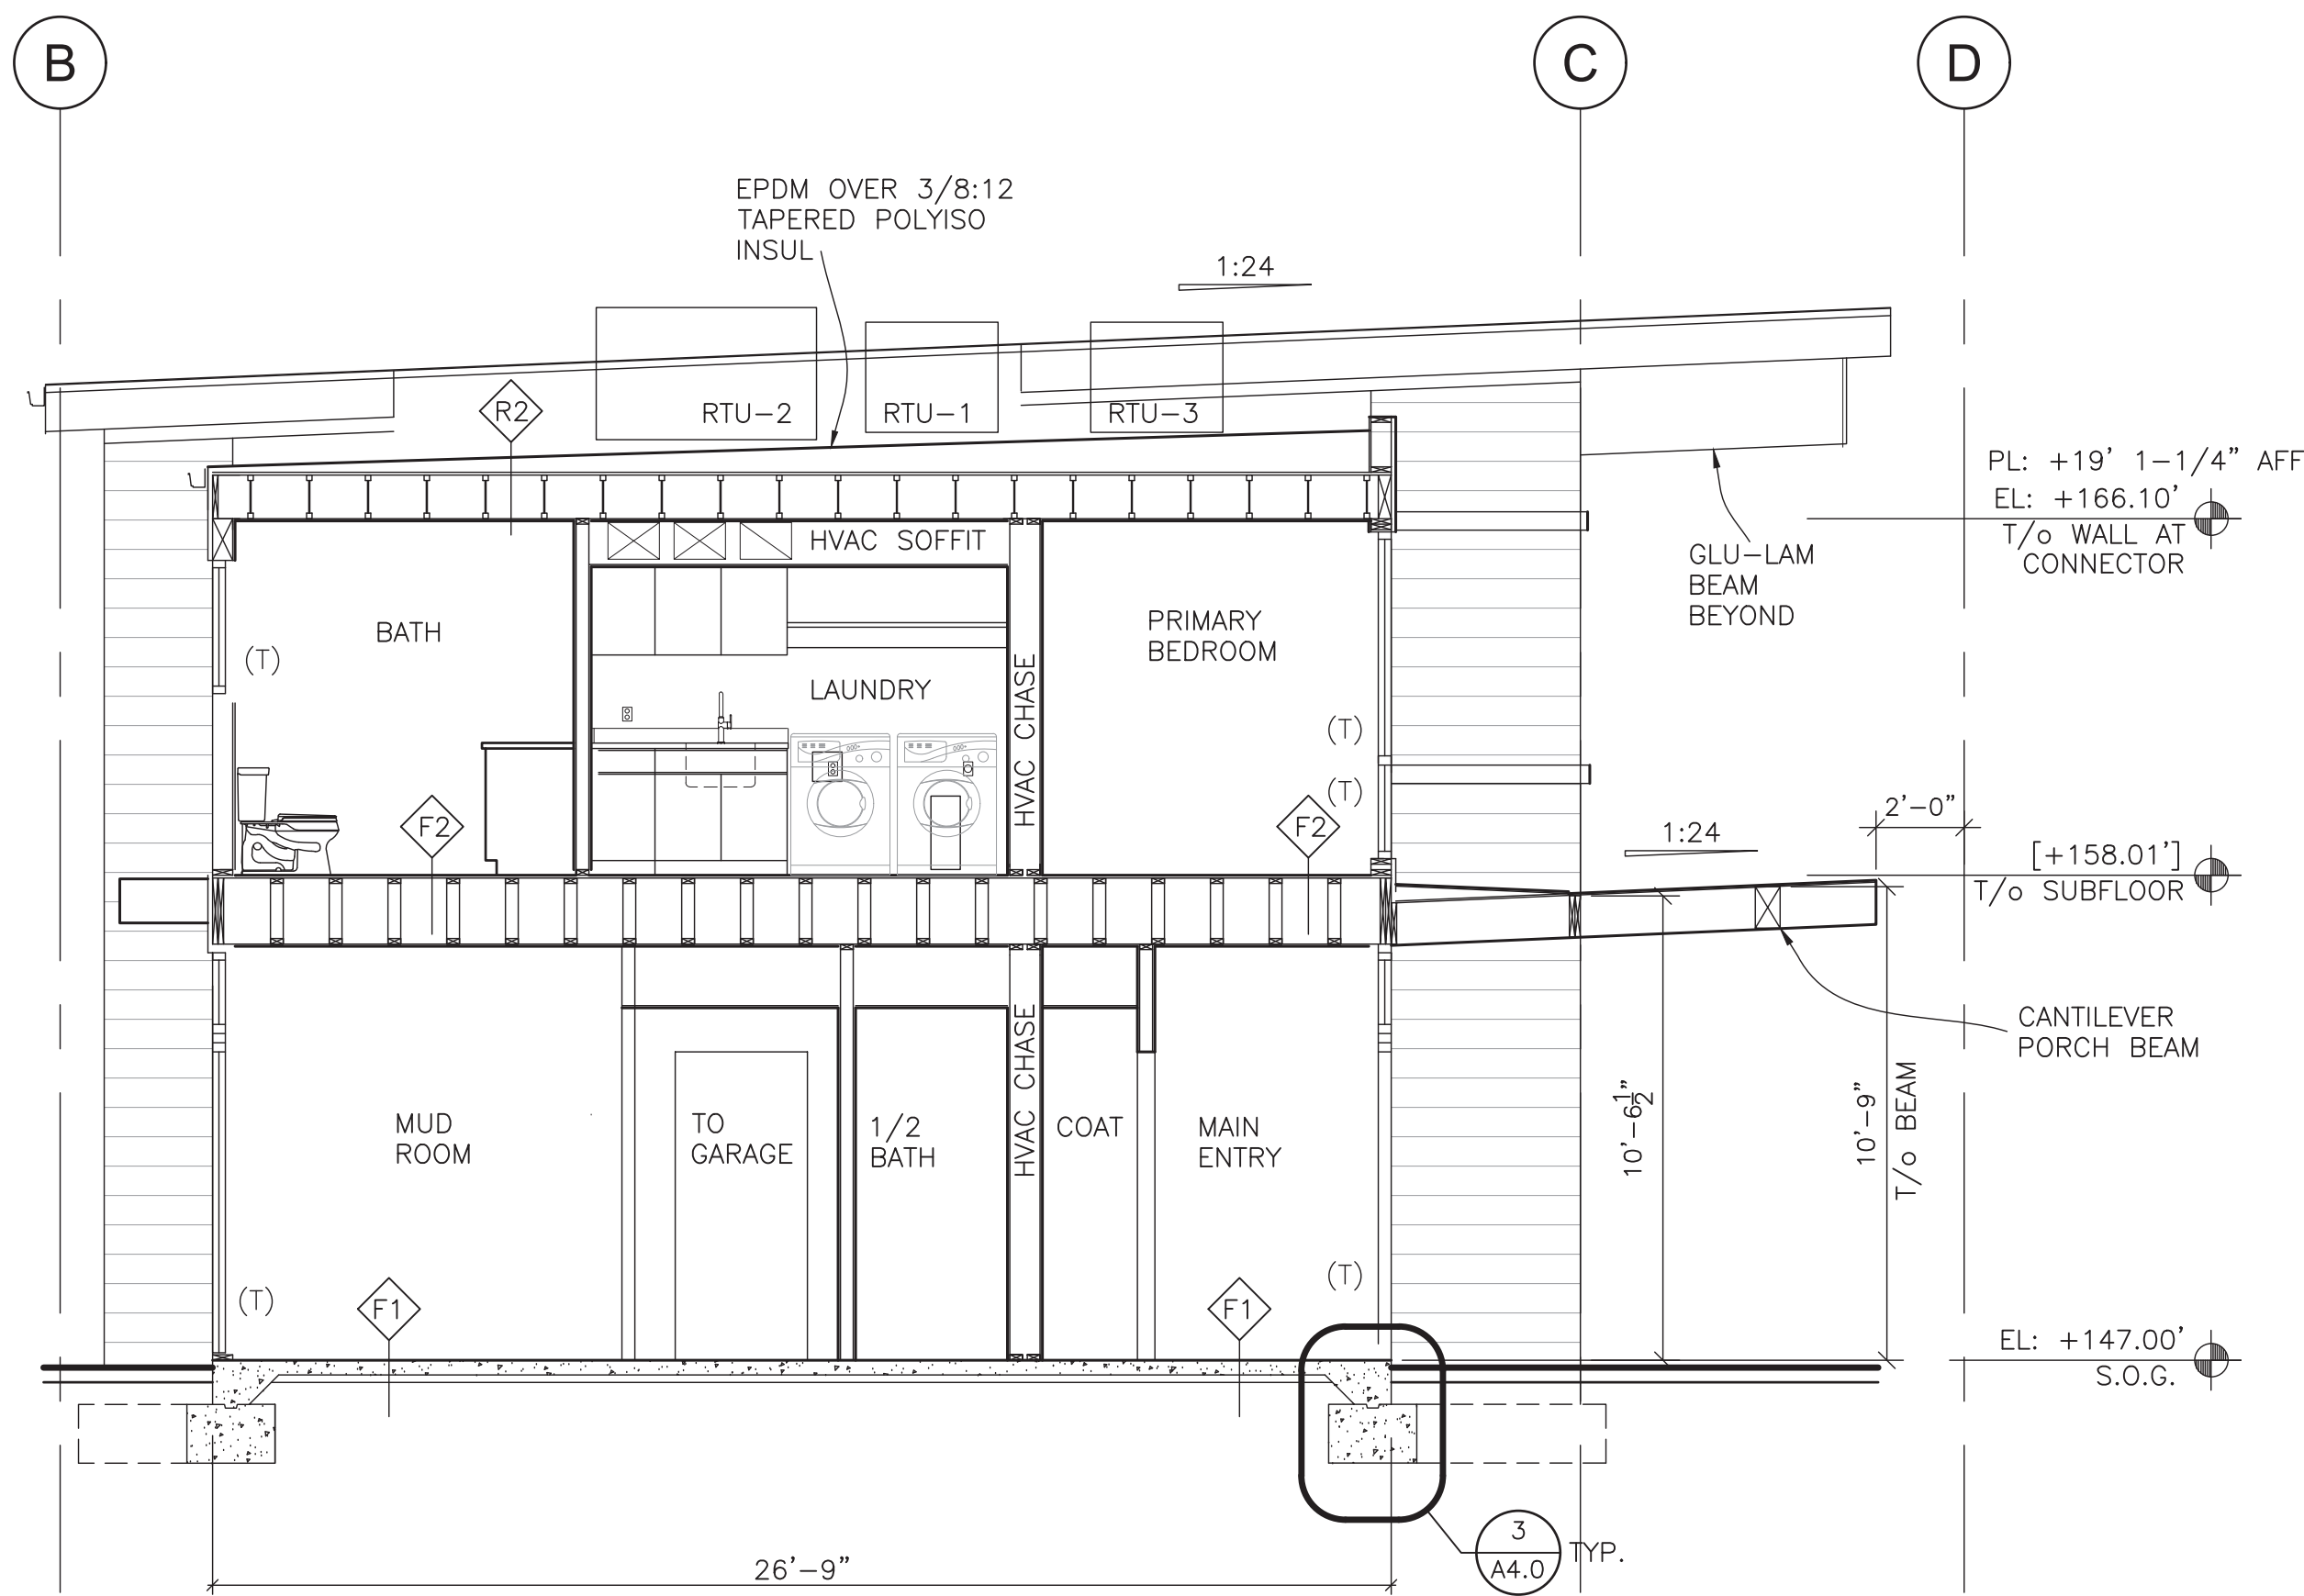 B
C
D
EPDM OVER 3/8:12
TAPERED POLYISO
INSUL
1:24
RTU-2
RTU-1
RTU-3
R2
PL: +19' 1-1/4" AFF
EL: +166.10'
T/o WALL AT
CONNECTOR
GLU-LAM
BEAM
BEYOND
HVAC SOFFIT
BATH
(T)
LAUNDRY
HVAC CHASE
PRIMARY
BEDROOM
(T)
(T)
F2
F2
1:24
2'-0"
[+158.01']
T/o SUBFLOOR
CANTILEVER
PORCH BEAM
10'-6 1/2"
10'-9"
T/o BEAM
MUD
ROOM
TO
GARAGE
1/2
BATH
HVAC CHASE
COAT
MAIN
ENTRY
(T)
(T)
F1
F1
EL: +147.00'
S.O.G.
3
A4.0
TYP.
26'-9"